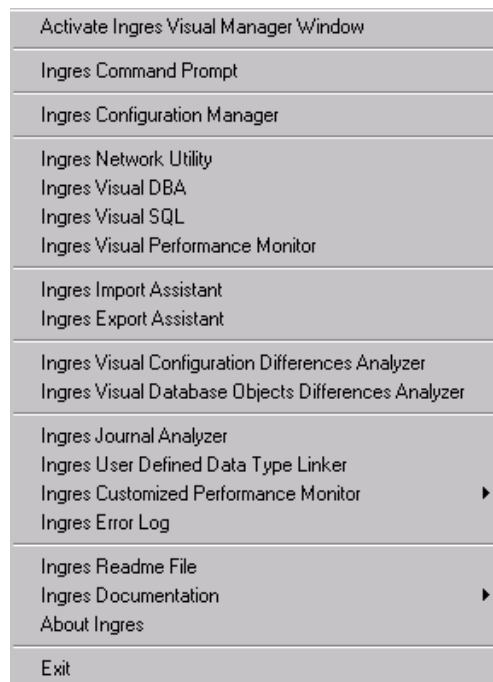 Activate Ingres Visual Manager Window
Ingres Command Prompt
Ingres Configuration Manager
Ingres Network Utility
Ingres Visual DBA
Ingres Visual SQL
Ingres Visual Performance Monitor
Ingres Import Assistant
Ingres Export Assistant
Ingres Visual Configuration Differences Analyzer
Ingres Visual Database Objects Differences Analyzer
Ingres Journal Analyzer
Ingres User Defined Data Type Linker
Ingres Customized Performance Monitor
Ingres Error Log
Ingres Readme File
Ingres Documentation
About Ingres
Exit